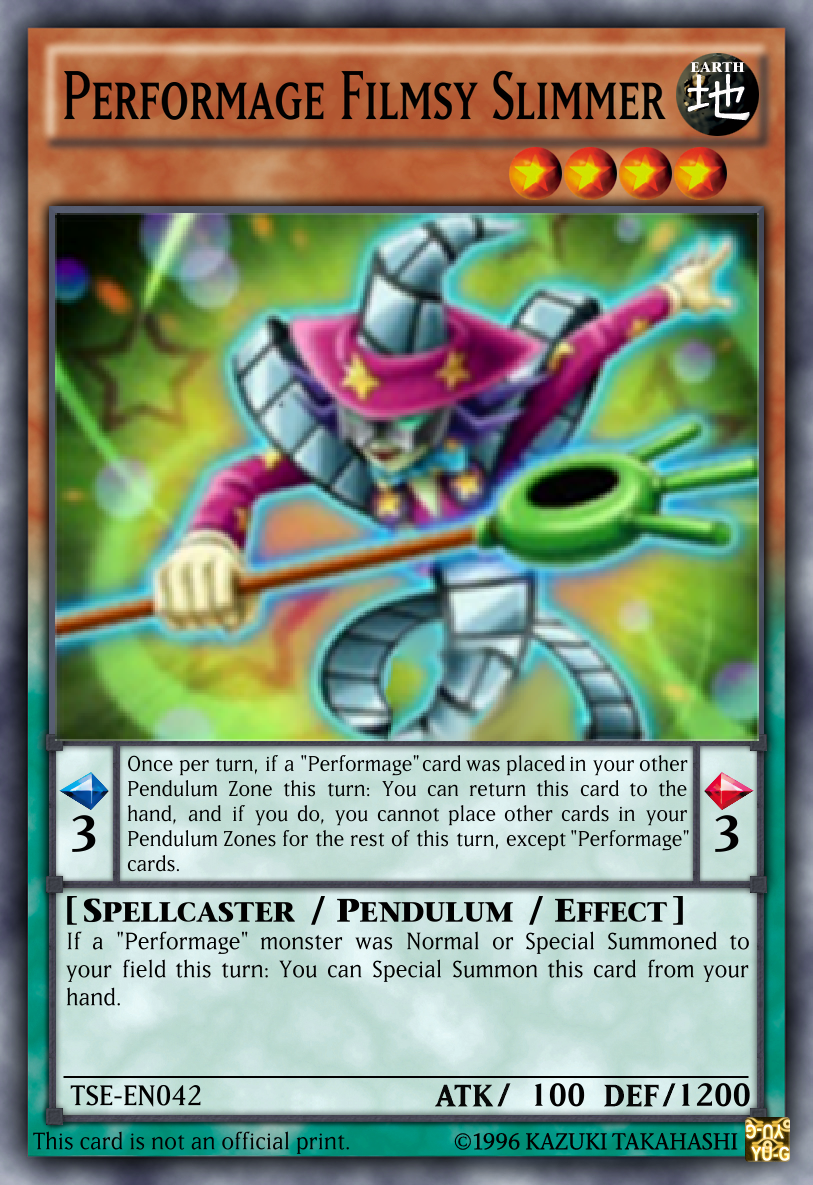 PERFORMAGE FILMSY SLIMMER
EARTH
地
Once per turn, if a "Performage" card was placed in your other
Pendulum Zone this turn: You can return this card to the
hand, and if you do, you cannot place other cards in your
Pendulum Zones for the rest of this turn, except "Performage"
cards.
3
3
[ SPELLCASTER / PENDULUM / EFFECT ]
If a "Performage" monster was Normal or Special Summoned to
your field this turn: You can Special Summon this card from your
hand.
TSE-EN042
ATK/ 100 DEF/1200
This card is not an official print.
©1996 KAZUKI TAKAHASHI